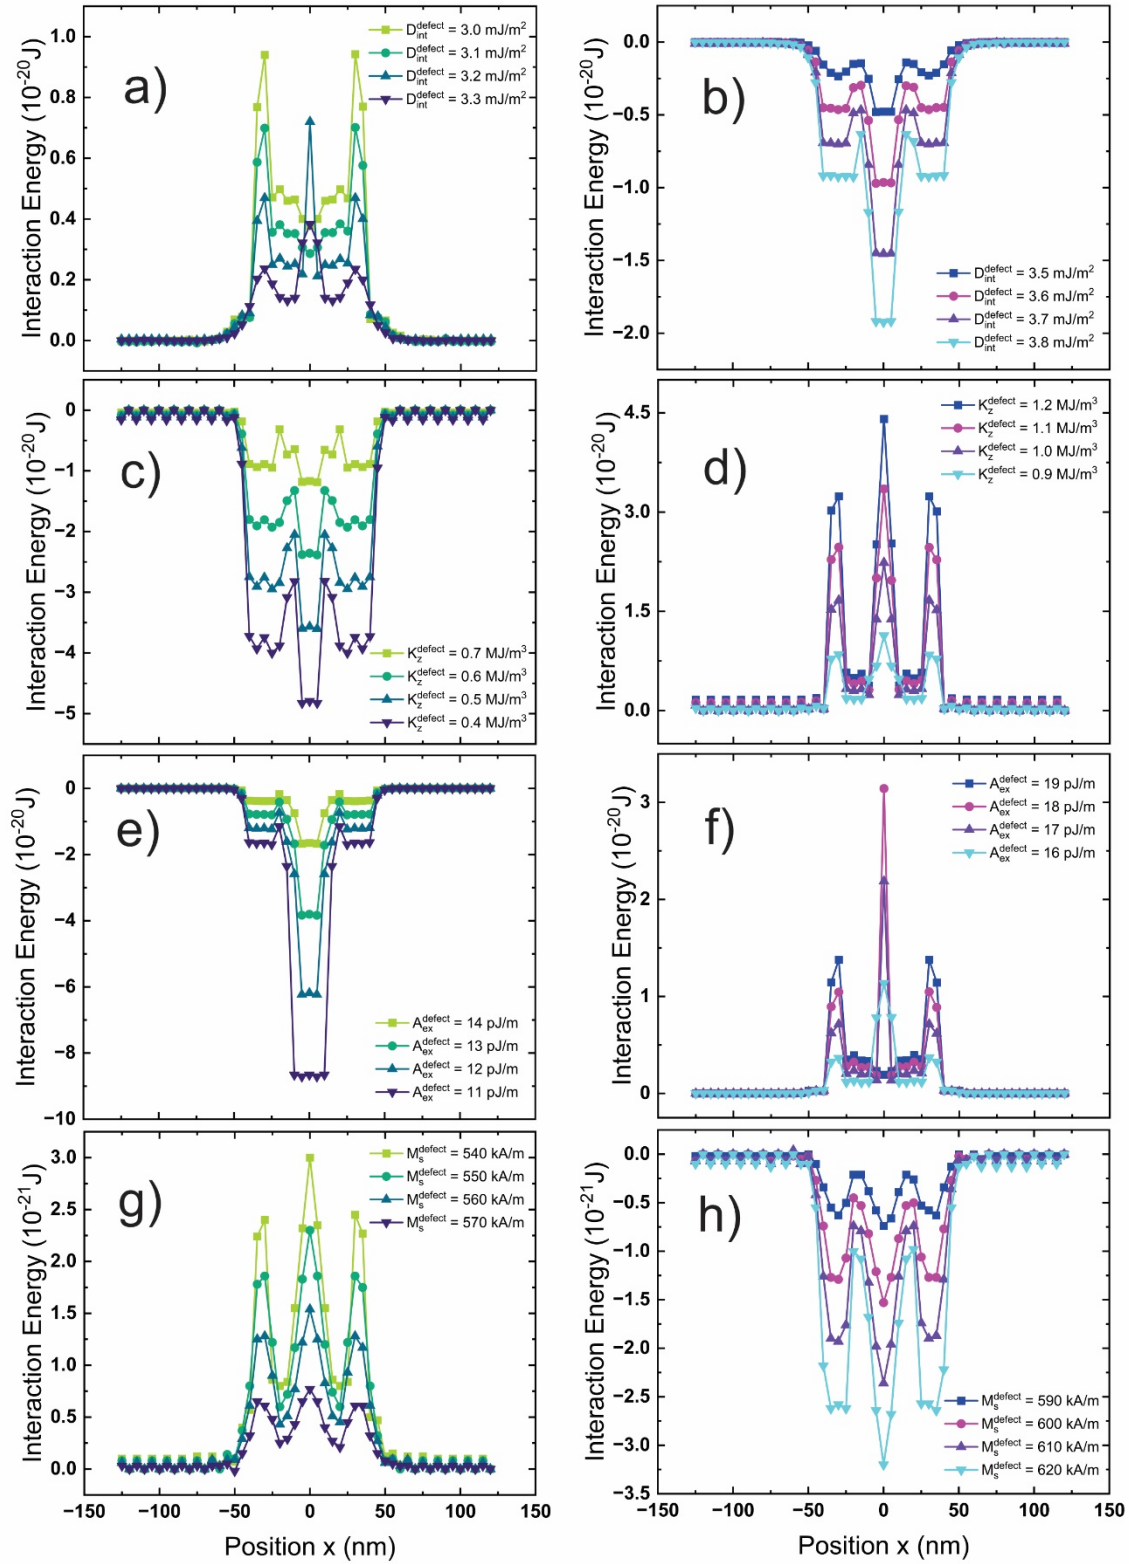 a)
Interaction Energy (10⁻²⁰J)
1.0
0.8
0.6
0.4
0.2
0.0
D_int^defect = 3.0 mJ/m²
D_int^defect = 3.1 mJ/m²
D_int^defect = 3.2 mJ/m²
D_int^defect = 3.3 mJ/m²
b)
Interaction Energy (10⁻²⁰J)
0.0
−0.5
−1.0
−1.5
−2.0
D_int^defect = 3.5 mJ/m²
D_int^defect = 3.6 mJ/m²
D_int^defect = 3.7 mJ/m²
D_int^defect = 3.8 mJ/m²
c)
Interaction Energy (10⁻²⁰J)
0
−1
−2
−3
−4
−5
K_z^defect = 0.7 MJ/m³
K_z^defect = 0.6 MJ/m³
K_z^defect = 0.5 MJ/m³
K_z^defect = 0.4 MJ/m³
d)
Interaction Energy (10⁻²⁰J)
4.5
3.0
1.5
0.0
K_z^defect = 1.2 MJ/m³
K_z^defect = 1.1 MJ/m³
K_z^defect = 1.0 MJ/m³
K_z^defect = 0.9 MJ/m³
e)
Interaction Energy (10⁻²⁰J)
0
−2
−4
−6
−8
−10
A_ex^defect = 14 pJ/m
A_ex^defect = 13 pJ/m
A_ex^defect = 12 pJ/m
A_ex^defect = 11 pJ/m
f)
Interaction Energy (10⁻²⁰J)
3
2
1
0
A_ex^defect = 19 pJ/m
A_ex^defect = 18 pJ/m
A_ex^defect = 17 pJ/m
A_ex^defect = 16 pJ/m
g)
Interaction Energy (10⁻²¹J)
3.0
2.5
2.0
1.5
1.0
0.5
0.0
M_s^defect = 540 kA/m
M_s^defect = 550 kA/m
M_s^defect = 560 kA/m
M_s^defect = 570 kA/m
−150 −100 −50 0 50 100 150
Position x (nm)
h)
Interaction Energy (10⁻²¹J)
0.0
−0.5
−1.0
−1.5
−2.0
−2.5
−3.0
−3.5
M_s^defect = 590 kA/m
M_s^defect = 600 kA/m
M_s^defect = 610 kA/m
M_s^defect = 620 kA/m
−150 −100 −50 0 50 100 150
Position x (nm)